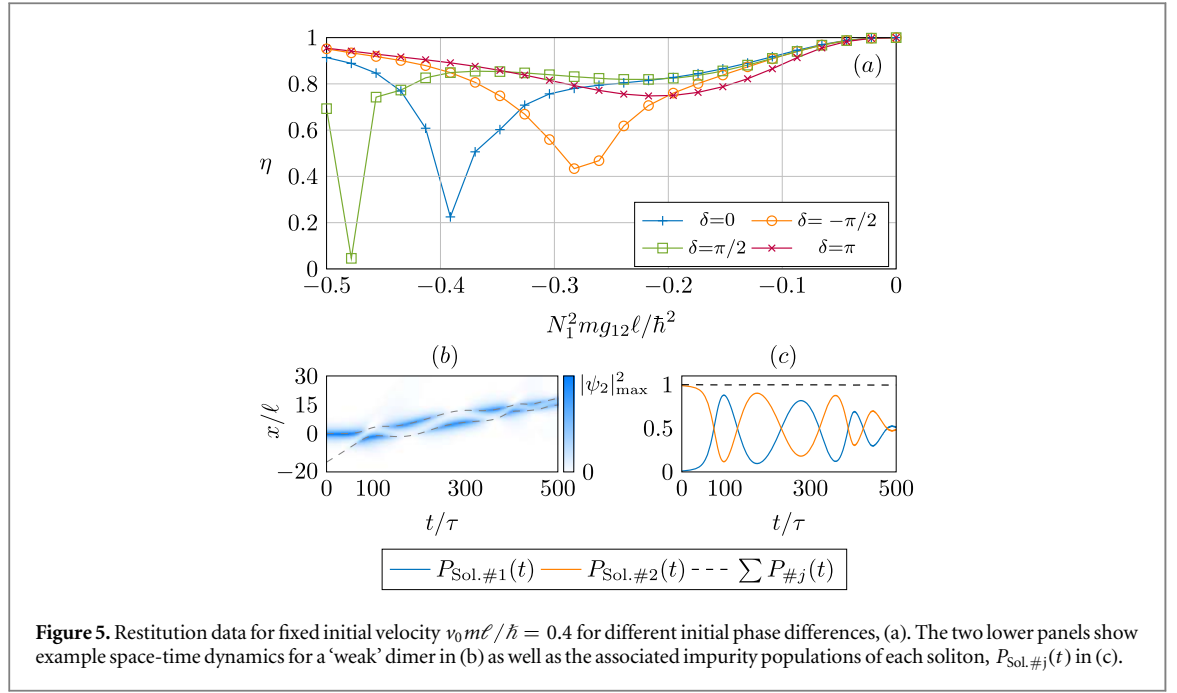 1
0.8
0.6
0.4
0.2
0
η
(a)
δ=0 δ= −π/2
δ=π/2 δ=π
−0.5 −0.4 −0.3 −0.2 −0.1 0
N₁²mg₁₂ℓ/ħ²
(b) (c)
30
15
0
−20
x/ℓ
|ψ₂|²max
0
0 100 300 500
t/τ
1
0.5
0
0 100 300 500
t/τ
P_Sol.#1(t) P_Sol.#2(t) ∑ P_#j(t)
Figure 5. Restitution data for fixed initial velocity v₀mℓ/ħ = 0.4 for different initial phase differences, (a). The two lower panels show
example space-time dynamics for a ‘weak’ dimer in (b) as well as the associated impurity populations of each soliton, P_Sol.#j(t) in (c).